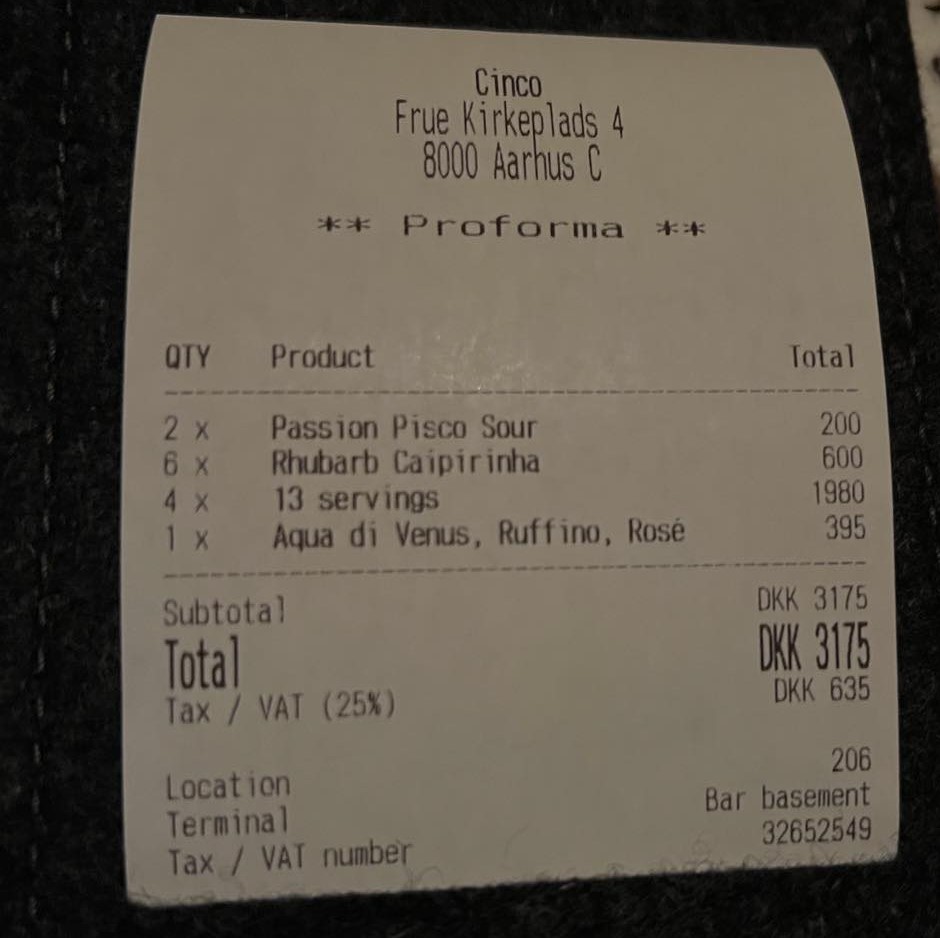 Cinco
Frue Kirkeplads 4
8000 Aarhus C
** Proforma **
QTY Product Total
2 x Passion Pisco Sour 200
6 x Rhubarb Caipirinha 600
4 x 13 servings 1980
1 x Aqua di Venus, Ruffino, Rosé 395
Subtotal DKK 3175
Total DKK 3175
Tax / VAT (25%) DKK 635
Location 206
Terminal Bar basement
Tax / VAT number 32652549